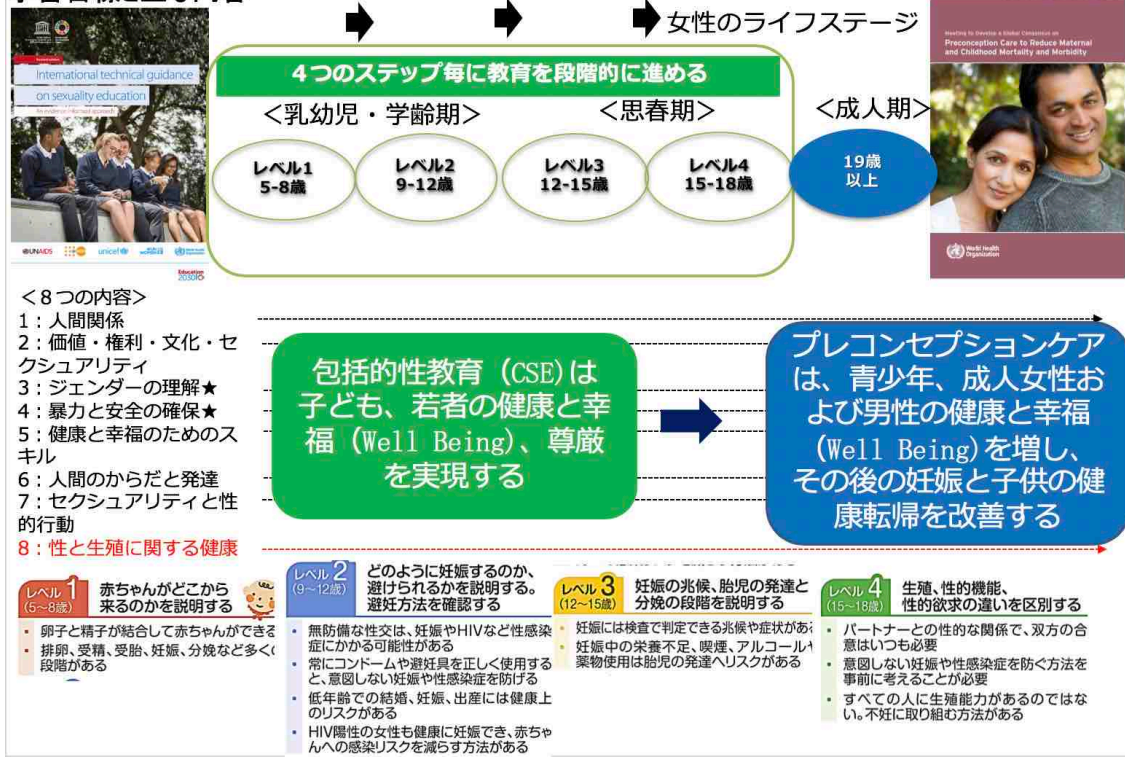 女性のライフステージ
International technical guidance
on sexuality education
An evidence-informed approach
Meeting to Develop a Global Consensus on
Preconception Care to Reduce Maternal
and Childhood Mortality and Morbidity
World Health
Organization
UNAIDS
unicef
World Health
Organization
Education
2030
4つのステップ毎に教育を段階的に進める
<乳幼児・学齢期>
<思春期>
<成人期>
レベル1
5-8歳
レベル2
9-12歳
レベル3
12-15歳
レベル4
15-18歳
19歳
以上
<8つの内容>
1：人間関係
2：価値・権利・文化・セ
クシュアリティ
3：ジェンダーの理解★
4：暴力と安全の確保★
5：健康と幸福のためのス
キル
6：人間のからだと発達
7：セクシュアリティと性
的行動
8：性と生殖に関する健康
包括的性教育（CSE)は
子ども、若者の健康と幸
福（Well Being)、尊厳
を実現する
プレコンセプションケア
は、青少年、成人女性お
よび男性の健康と幸福
(Well Being)を増し、
その後の妊娠と子供の健
康転帰を改善する
レベル 1
(5～8歳)
赤ちゃんがどこから
来るのかを説明する
・卵子と精子が結合して赤ちゃんができる
・排卵、受精、受胎、妊娠、分娩など多く
段階がある
レベル 2
(9～12歳)
どのように妊娠するのか、
避けられるかを説明する。
避妊方法を確認する
・無防備な性交は、妊娠やHIVなど性感染
症にかかる可能性がある
・常にコンドームや避妊具を正しく使用する
と、意図しない妊娠や性感染症を防げる
・低年齢での結婚、妊娠、出産には健康上
のリスクがある
・HIV陽性の女性も健康に妊娠でき、赤ちゃ
んへの感染リスクを減らす方法がある
レベル 3
(12～15歳)
妊娠の兆候、胎児の発達と
分娩の段階を説明する
・妊娠には検査で判定できる兆候や症状があ
・妊娠中の栄養不足、喫煙、アルコールや
薬物使用は胎児の発達へリスクがある
レベル 4
(15～18歳)
生殖、性的機能、
性的欲求の違いを区別する
・パートナーとの性的な関係で、双方の合
意はいつも必要
・意図しない妊娠や性感染症を防ぐ方法を
事前に考えることが必要
・すべての人に生殖能力があるのではな
い。不妊に取り組む方法がある